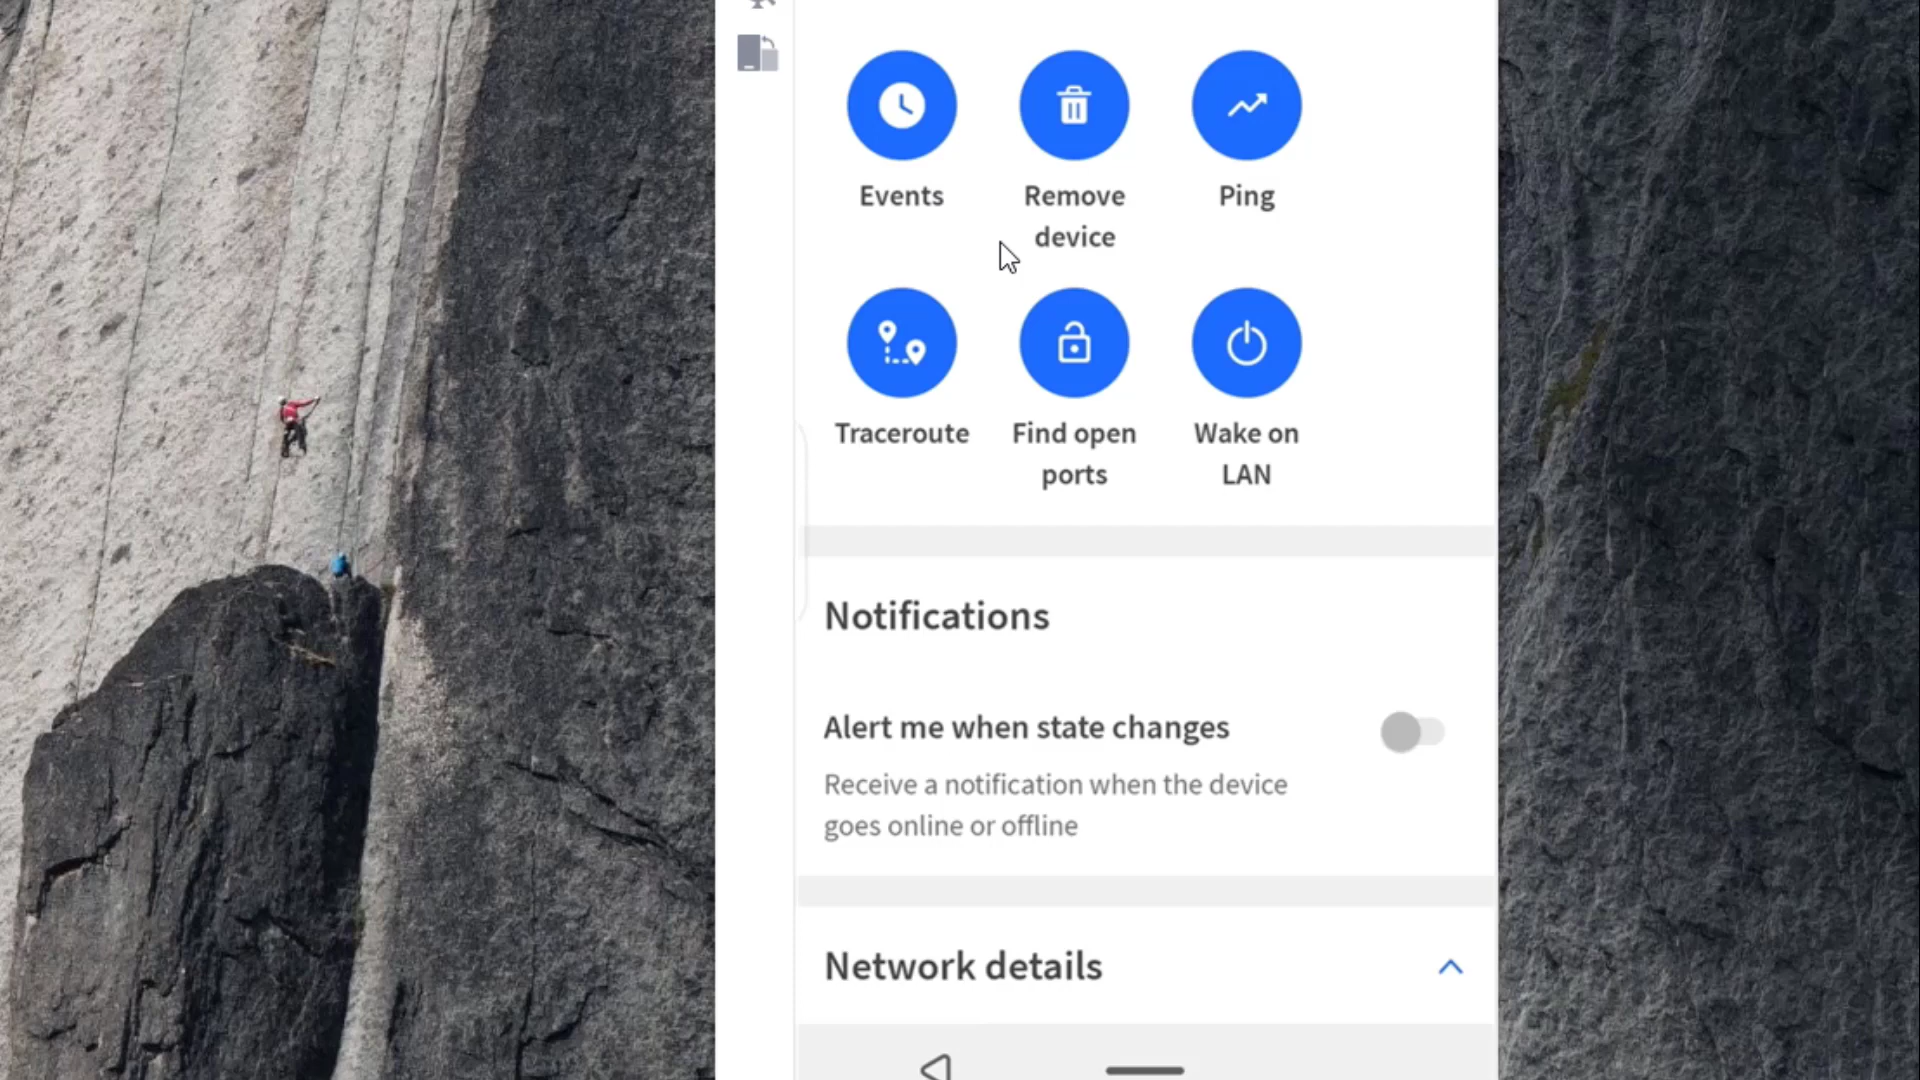 Events
Remove
device
Ping
Traceroute
Find open
ports
Wake on
LAN
Notifications
Alert me when state changes
Receive a notification when the device
goes online or offline
Network details